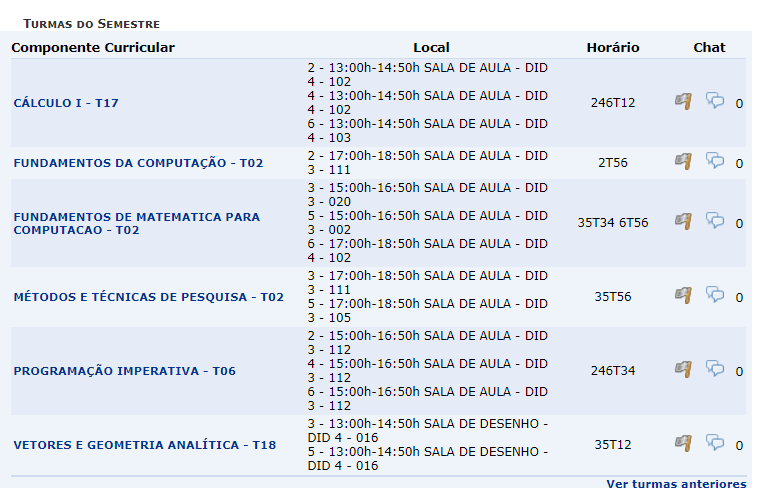 Turmas do Semestre
Componente Curricular Local Horário Chat
CÁLCULO I - T17
2 - 13:00h-14:50h SALA DE AULA - DID
4 - 102
4 - 13:00h-14:50h SALA DE AULA - DID
4 - 102
6 - 13:00h-14:50h SALA DE AULA - DID
4 - 103
246T12
0
FUNDAMENTOS DA COMPUTAÇÃO - T02
2 - 17:00h-18:50h SALA DE AULA - DID
3 - 111
2T56
0
FUNDAMENTOS DE MATEMATICA PARA
COMPUTACAO - T02
3 - 15:00h-16:50h SALA DE AULA - DID
3 - 020
5 - 15:00h-16:50h SALA DE AULA - DID
3 - 002
6 - 17:00h-18:50h SALA DE AULA - DID
4 - 102
35T34 6T56
0
MÉTODOS E TÉCNICAS DE PESQUISA - T02
3 - 17:00h-18:50h SALA DE AULA - DID
3 - 111
5 - 17:00h-18:50h SALA DE AULA - DID
3 - 105
35T56
0
PROGRAMAÇÃO IMPERATIVA - T06
2 - 15:00h-16:50h SALA DE AULA - DID
3 - 112
4 - 15:00h-16:50h SALA DE AULA - DID
3 - 112
6 - 15:00h-16:50h SALA DE AULA - DID
3 - 112
246T34
0
VETORES E GEOMETRIA ANALÍTICA - T18
3 - 13:00h-14:50h SALA DE DESENHO -
DID 4 - 016
5 - 13:00h-14:50h SALA DE DESENHO -
DID 4 - 016
35T12
0
Ver turmas anteriores